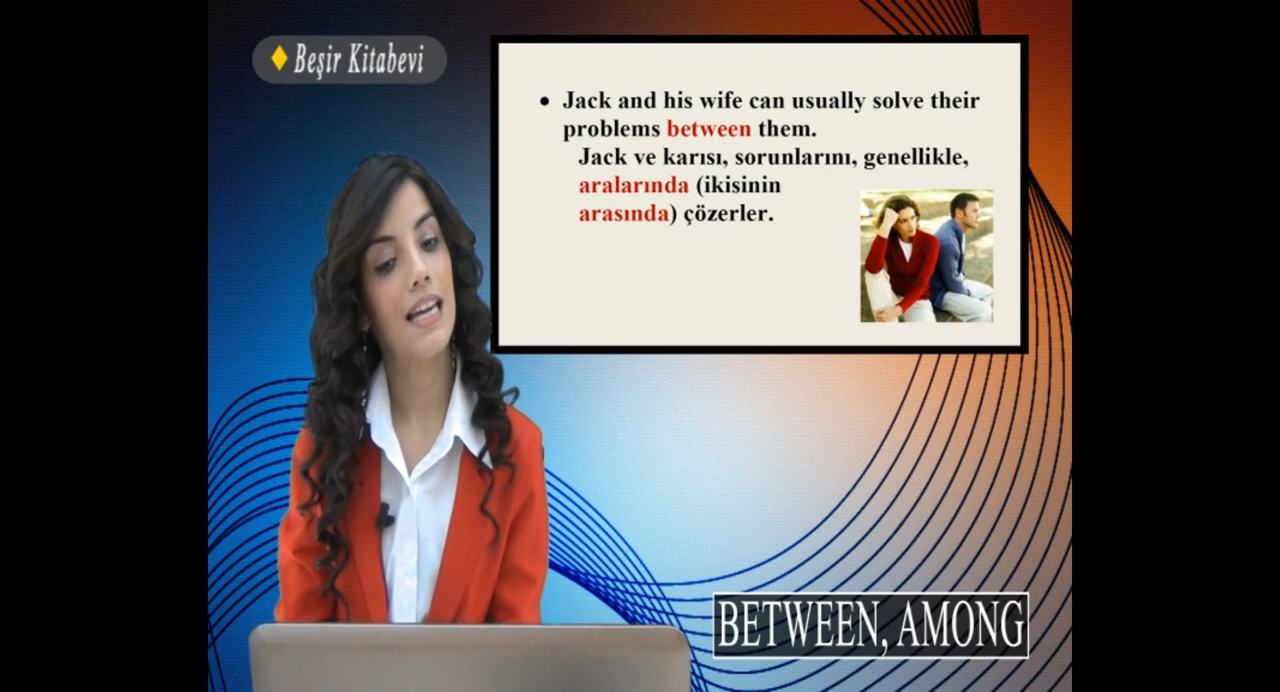 Beşir Kitabevi
• Jack and his wife can usually solve their
problems between them.
Jack ve karısı, sorunlarını, genellikle,
aralarında (ikisinin
arasında) çözerler.
BETWEEN, AMONG